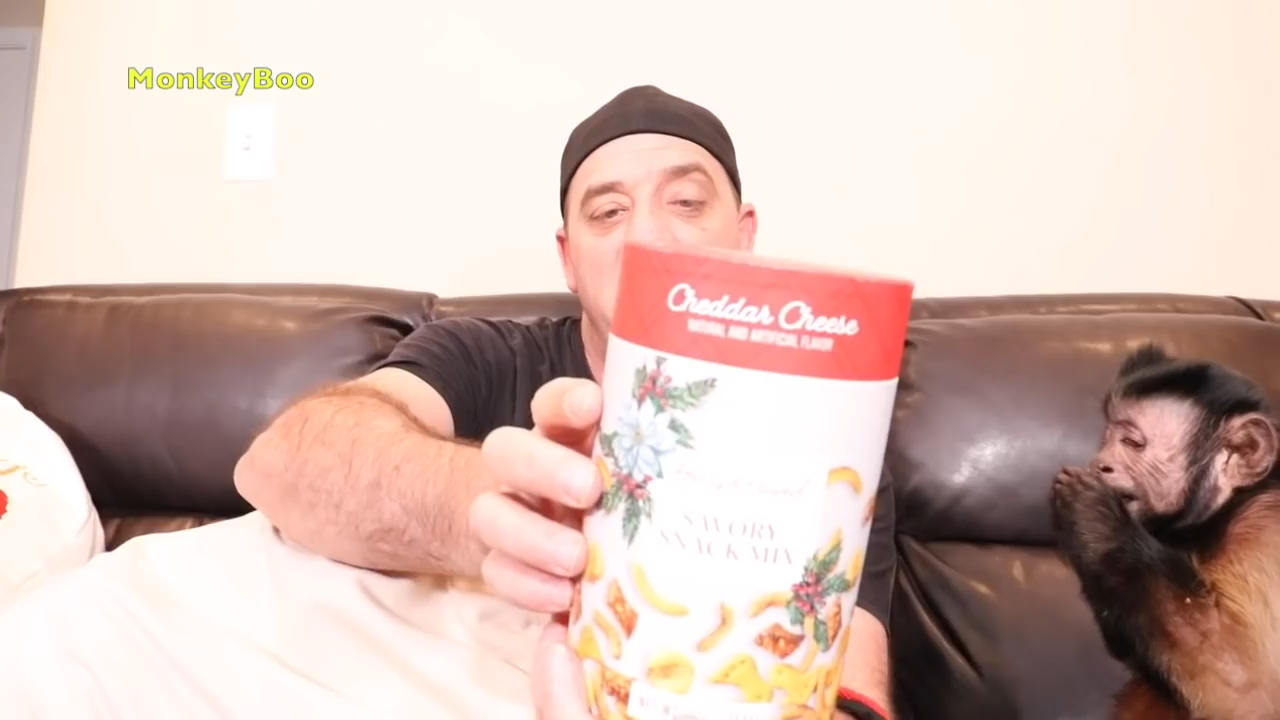 MonkeyBoo
Cheddar Cheese
NATURAL AND ARTIFICIAL FLAVOR
SAVORY
SNACK MIX